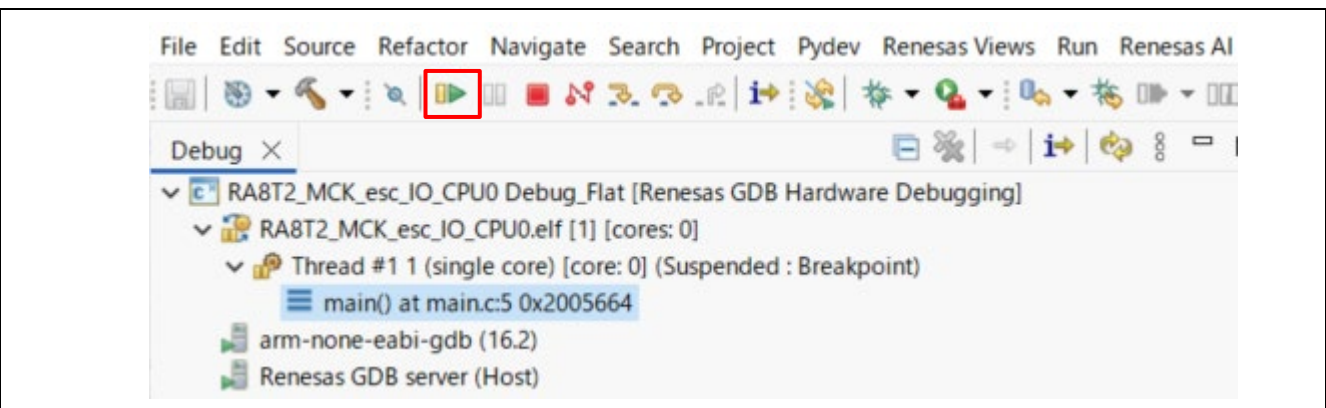 File Edit Source Refactor Navigate Search Project Pydev Renesas Views Run Renesas AI
Debug
RA8T2_MCK_esc_IO_CPU0 Debug_Flat [Renesas GDB Hardware Debugging]
RA8T2_MCK_esc_IO_CPU0.elf [1] [cores: 0]
Thread #1 1 (single core) [core: 0] (Suspended : Breakpoint)
main() at main.c:5 0x2005664
arm-none-eabi-gdb (16.2)
Renesas GDB server (Host)